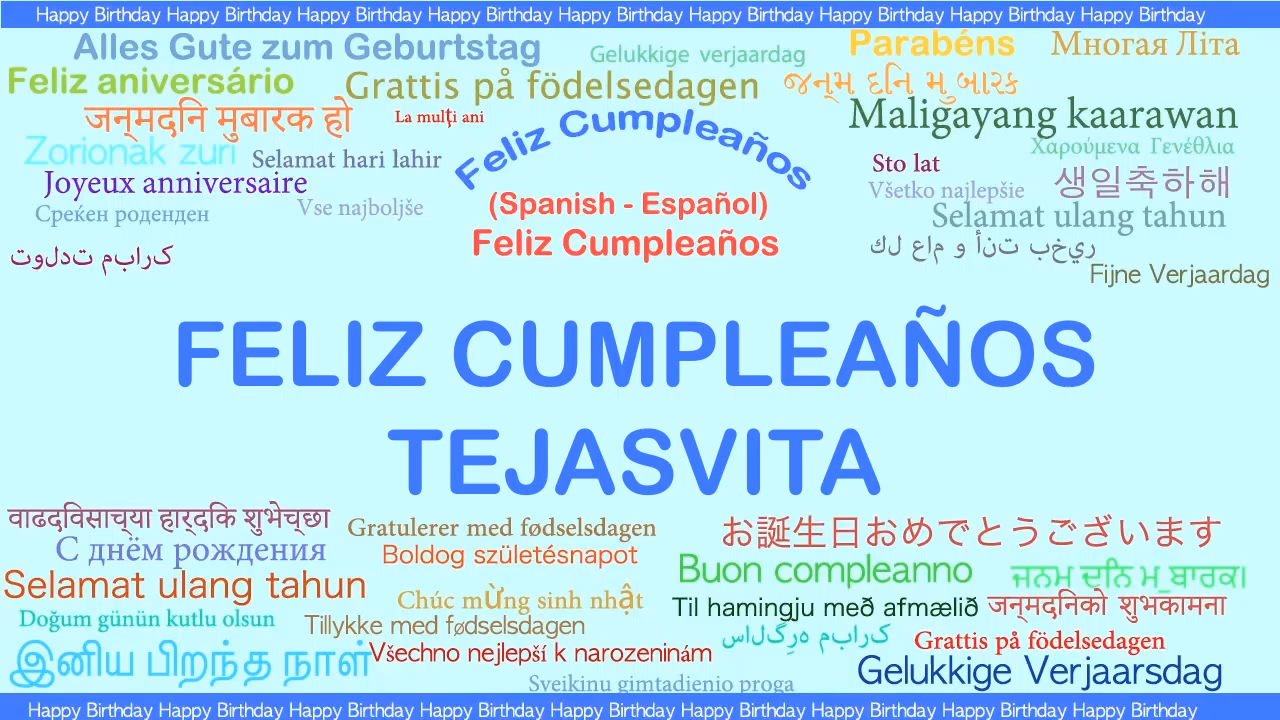 Happy Birthday Happy Birthday Happy Birthday Happy Birthday Happy Birthday Happy Birthday Happy Birthday Happy Birthday Happy Birthday
Alles Gute zum Geburtstag
Gelukkige verjaardag
Parabéns
Многая Літа
Feliz aniversário
Grattis på födelsedagen
જન્મ દિન મુબારક
जन्मदिन मुबारक हो
La mulţi ani
Feliz Cumpleaños
Maligayang kaarawan
Zorionak zuri
Selamat hari lahir
Χαρούμενα Γενέθλια
Sto lat
Joyeux anniversaire
(Spanish - Español)
Všetko najlepšie
생일축하해
Среќен роденден
Vse najboljše
Selamat ulang tahun
Feliz Cumpleaños
تولدت مبارک
كل عام و أنت بخير
Fijne Verjaardag
FELIZ CUMPLEAÑOS
TEJASVITA
वाढदिवसाच्या हार्दिक शुभेच्छा
Gratulerer med fødselsdagen
お誕生日おめでとうございます
С днём рождения
Boldog születésnapot
Buon compleanno
ਜਨਮ ਦਿਨ ਮੁਬਾਰਕ।
Selamat ulang tahun
Chúc mừng sinh nhật
Til hamingju með afmælið
जन्मदिनको शुभकामना
Doğum günün kutlu olsun
Tillykke med fødselsdagen
سالگرہ مبارک
Grattis på födelsedagen
இனிய பிறந்த நாள்
Všechno nejlepší k narozeninám
Gelukkige Verjaarsdag
Sveikinu gimtadienio proga
Happy Birthday Happy Birthday Happy Birthday Happy Birthday Happy Birthday Happy Birthday Happy Birthday Happy Birthday Happy Birthday